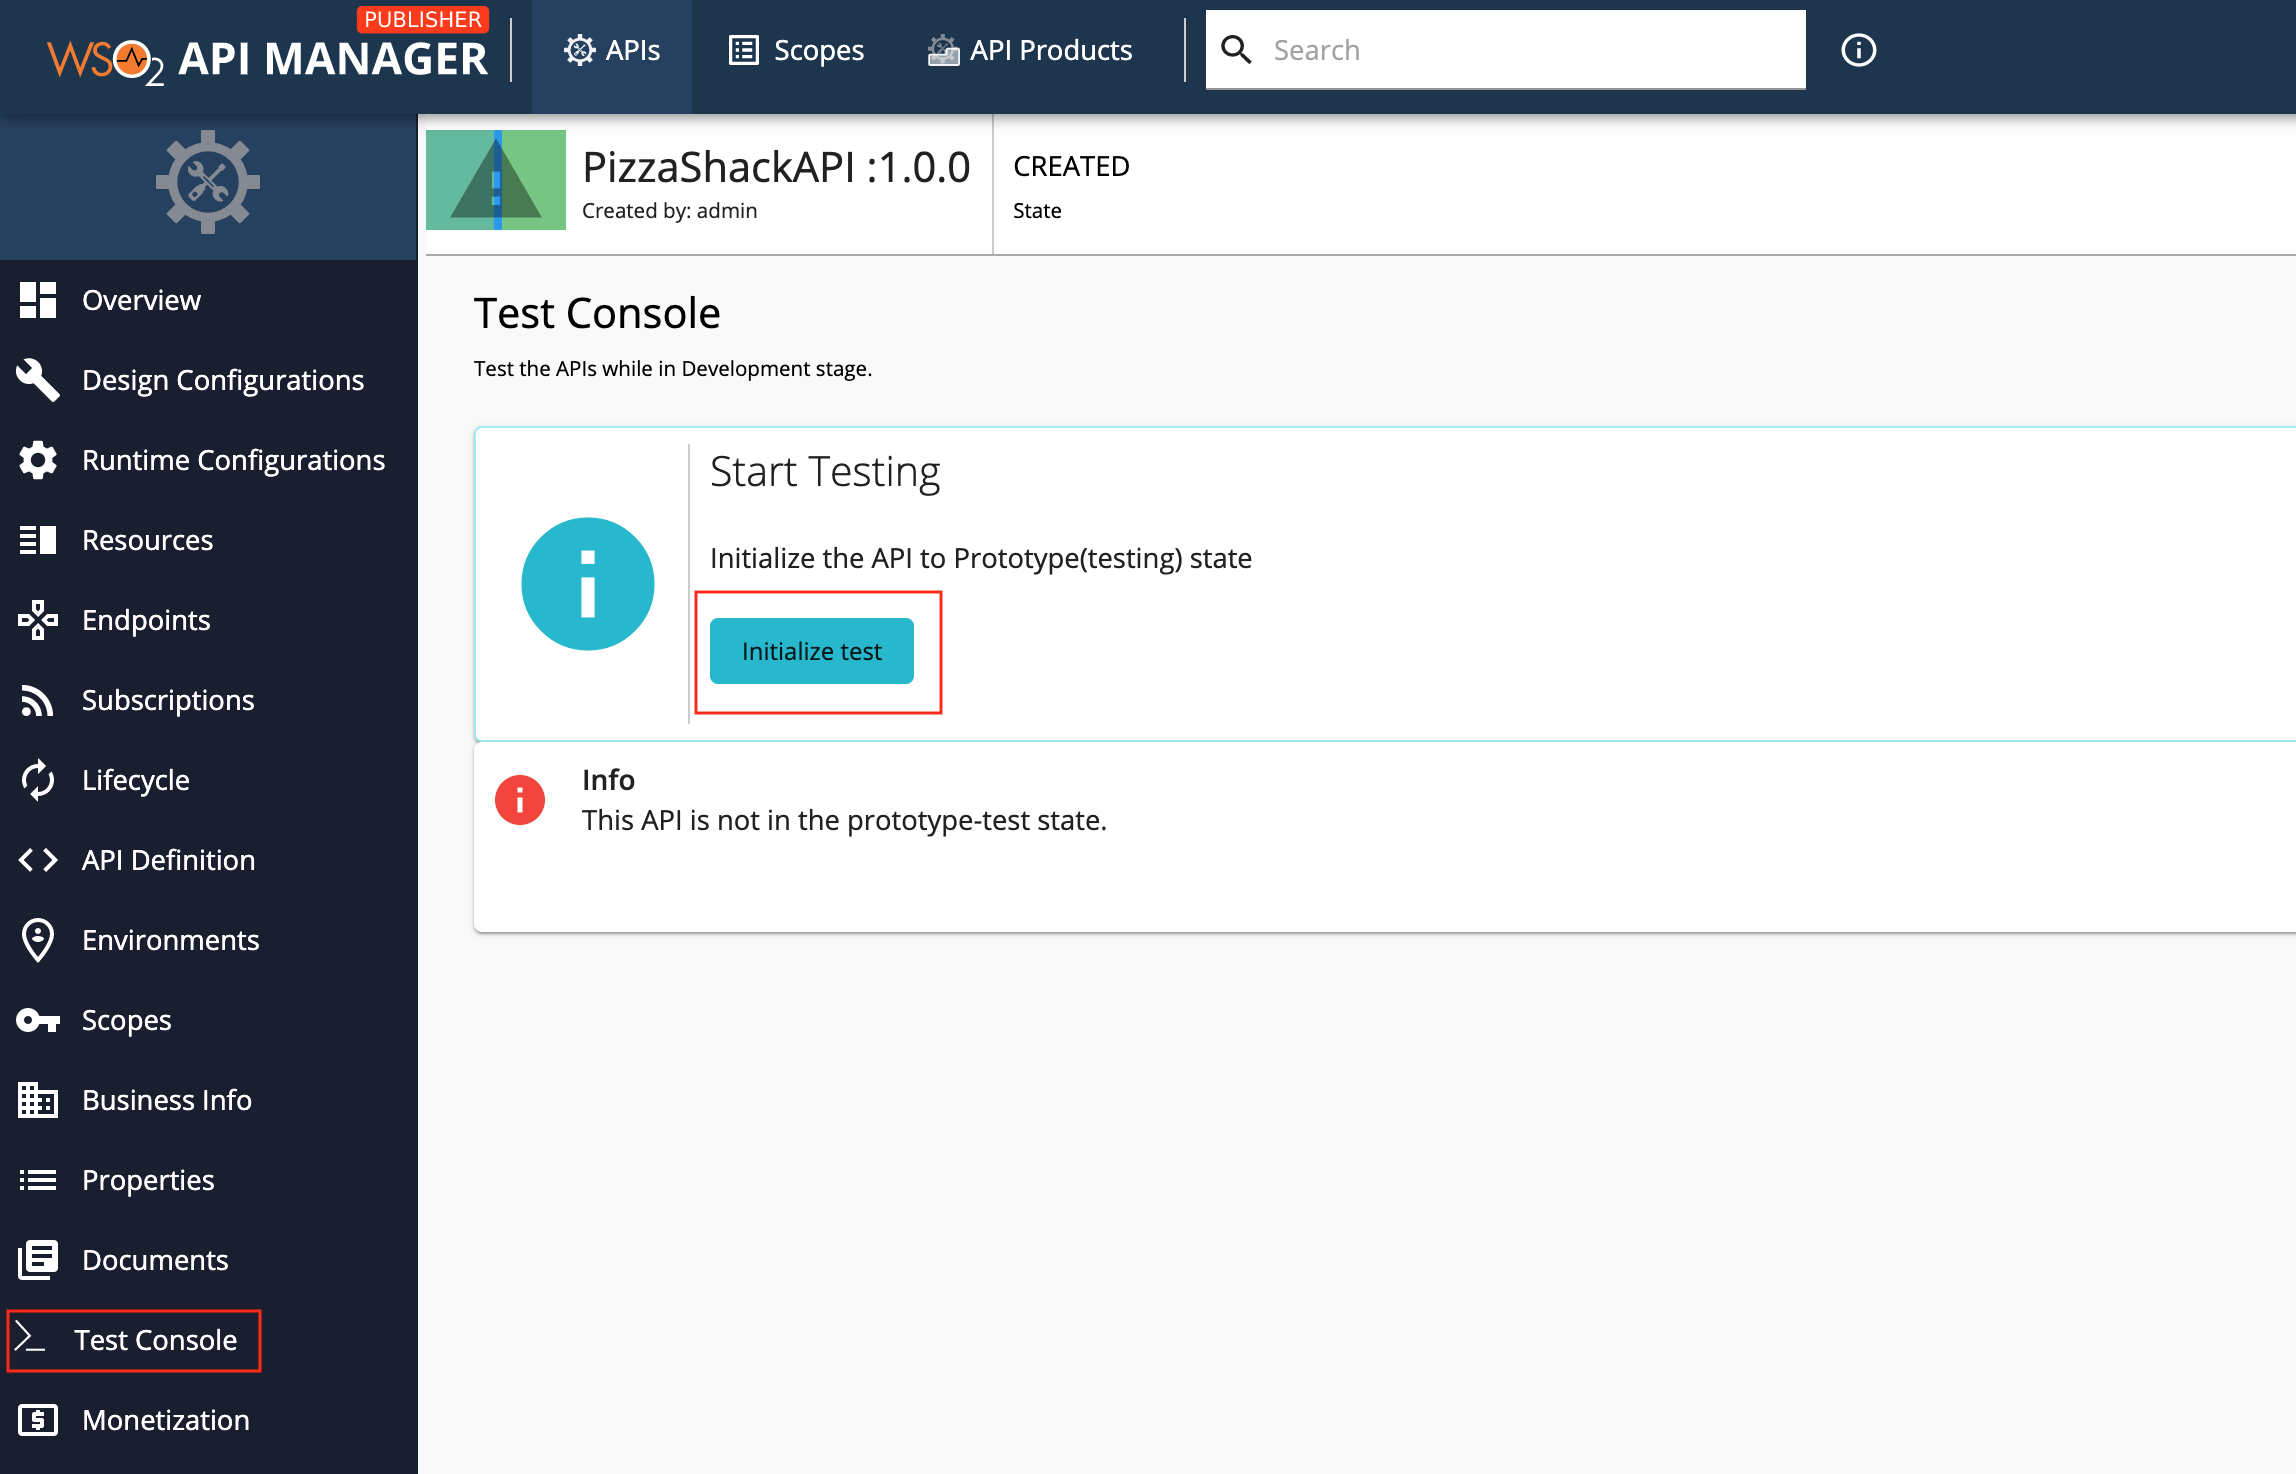 PUBLISHER
WSO2 API MANAGER
APIs
Scopes
API Products
Search
PizzaShackAPI :1.0.0
Created by: admin
CREATED
State
Overview
Design Configurations
Runtime Configurations
Resources
Endpoints
Subscriptions
Lifecycle
API Definition
Environments
Scopes
Business Info
Properties
Documents
Test Console
Monetization
Test Console
Test the APIs while in Development stage.
Start Testing
Initialize the API to Prototype(testing) state
Initialize test
Info
This API is not in the prototype-test state.